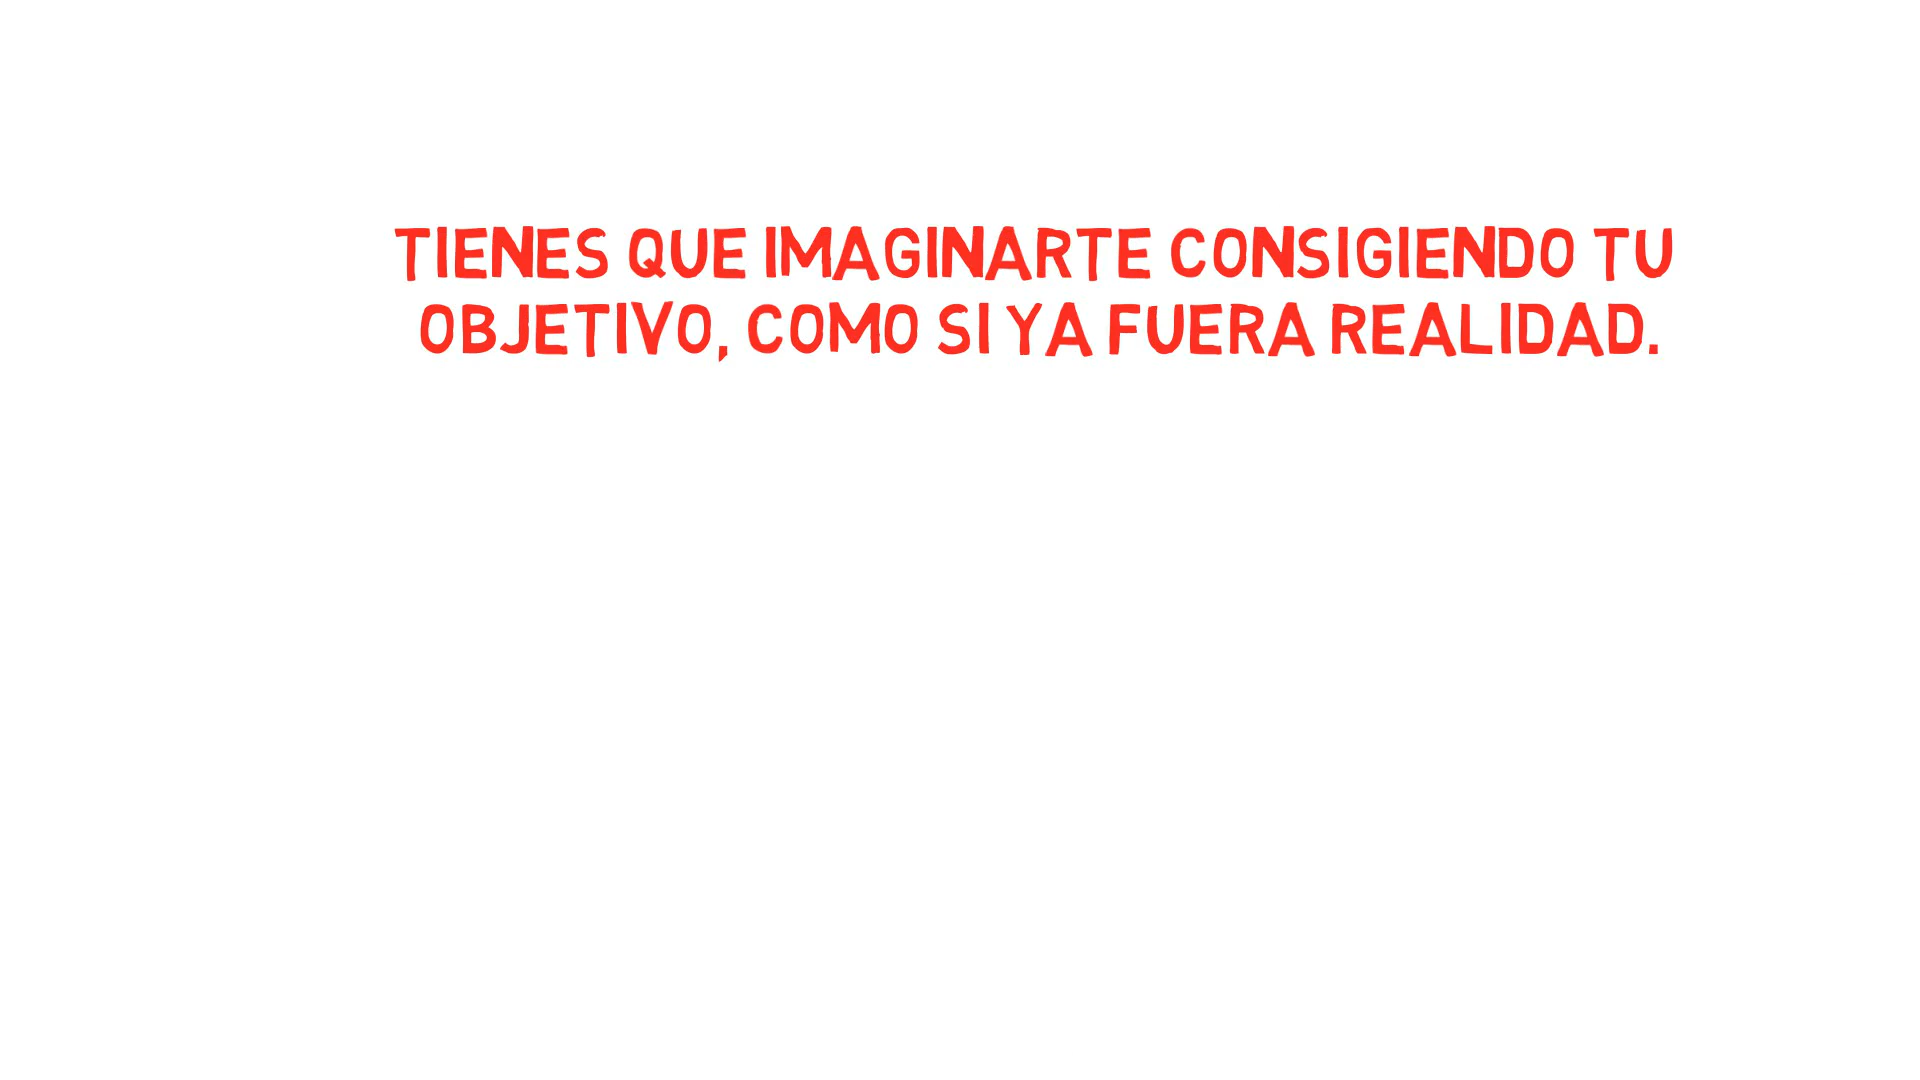 TIENES QUE IMAGINARTE CONSIGIENDO TU
OBJETIVO, COMO SI YA FUERA REALIDAD.